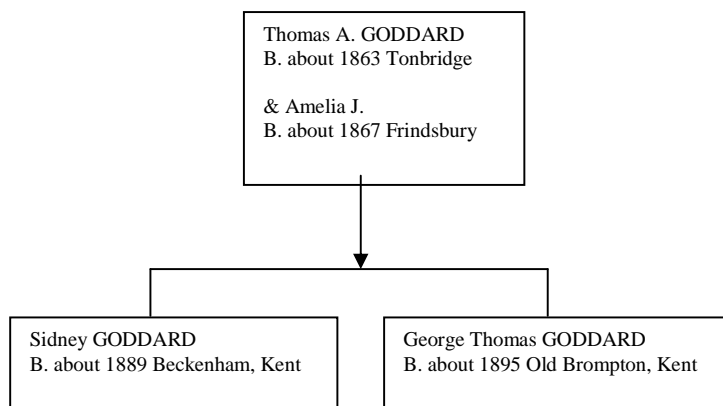 Thomas A. GODDARD
B. about 1863 Tonbridge
& Amelia J.
B. about 1867 Frindsbury
Sidney GODDARD
B. about 1889 Beckenham, Kent
George Thomas GODDARD
B. about 1895 Old Brompton, Kent